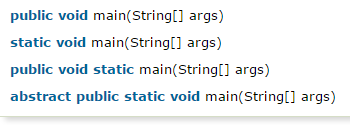 public void main(String[] args)
static void main(String[] args)
public void static main(String[] args)
abstract public static void main(String[] args)